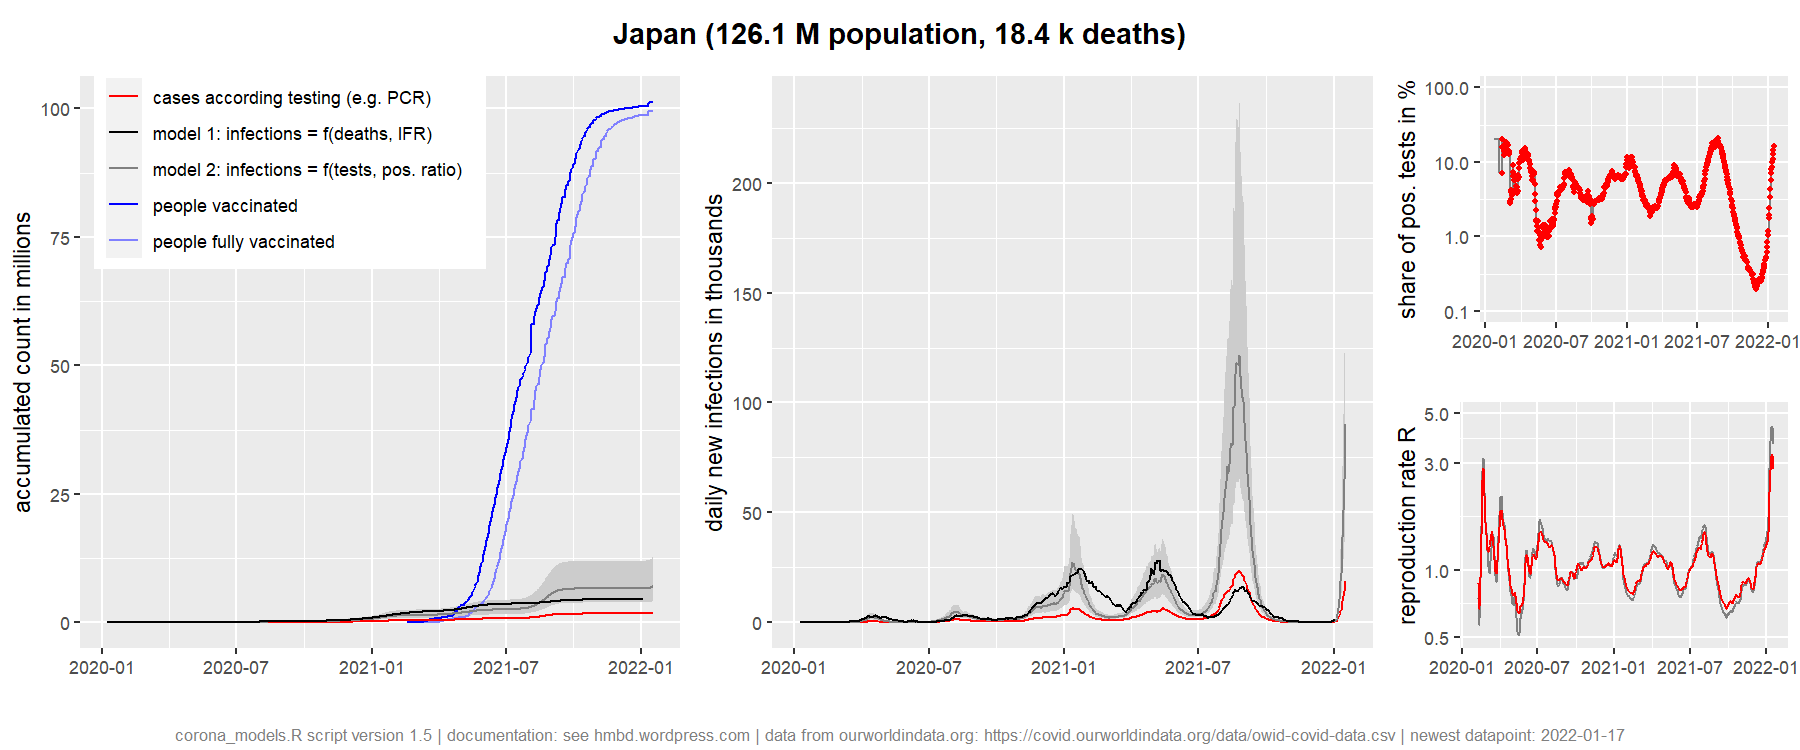 Japan (126.1 M population, 18.4 k deaths)
accumulated count in millions
100
75
50
25
0
2020-01 2020-07 2021-01 2021-07 2022-01
cases according testing (e.g. PCR)
model 1: infections = f(deaths, IFR)
model 2: infections = f(tests, pos. ratio)
people vaccinated
people fully vaccinated
daily new infections in thousands
200
150
100
50
0
2020-01 2020-07 2021-01 2021-07 2022-01
share of pos. tests in %
100.0
10.0
1.0
0.1
2020-01 2020-07 2021-01 2021-07 2022-01
reproduction rate R
5.0
3.0
1.0
0.5
2020-01 2020-07 2021-01 2021-07 2022-01
corona_models.R script version 1.5 | documentation: see hmbd.wordpress.com | data from ourworldindata.org: https://covid.ourworldindata.org/data/owid-covid-data.csv | newest datapoint: 2022-01-17